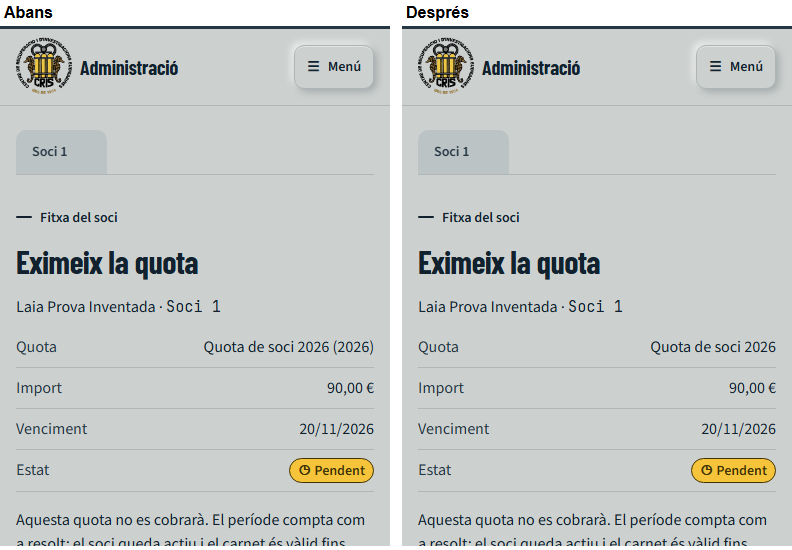 Abans
CRIS
Administració
☰ Menú
Soci 1
Fitxa del soci
Eximeix la quota
Laia Prova Inventada · Soci 1
Quota Quota de soci 2026 (2026)
Import 90,00 €
Venciment 20/11/2026
Estat Pendent
Aquesta quota no es cobrarà. El període compta com
a resolt: el soci queda actiu i el carnet és vàlid fins
Després
CRIS
Administració
☰ Menú
Soci 1
Fitxa del soci
Eximeix la quota
Laia Prova Inventada · Soci 1
Quota Quota de soci 2026
Import 90,00 €
Venciment 20/11/2026
Estat Pendent
Aquesta quota no es cobrarà. El període compta com
a resolt: el soci queda actiu i el carnet és vàlid fins